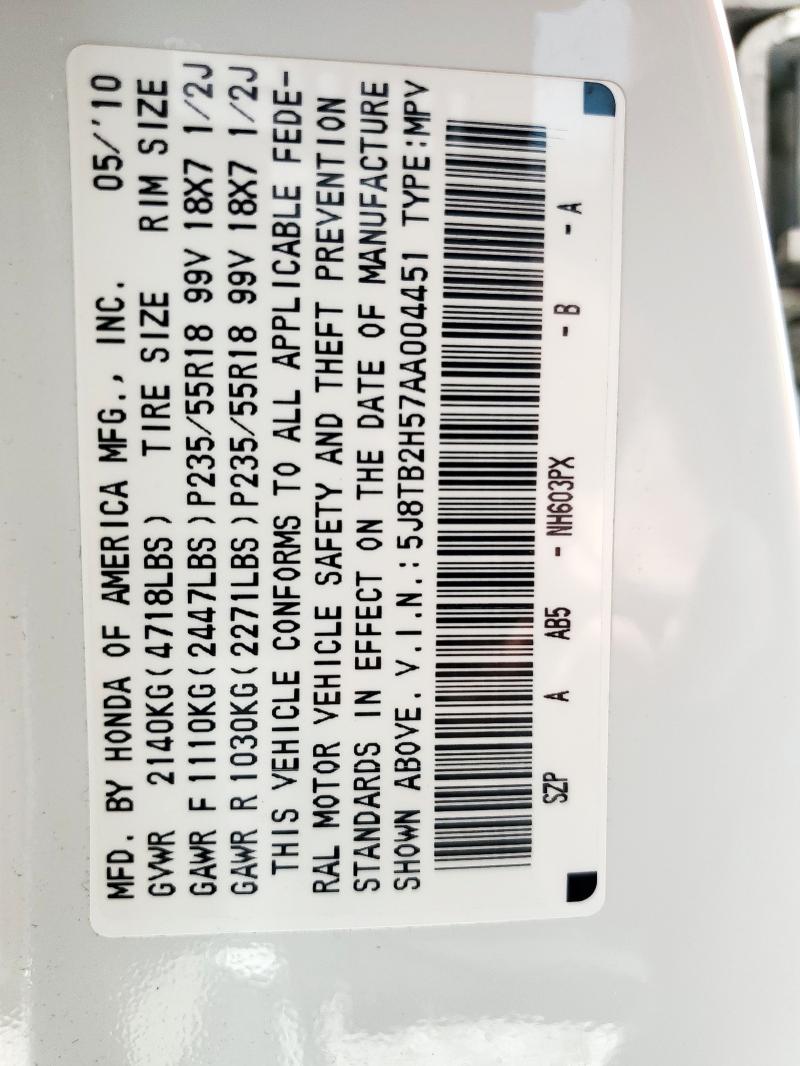 MFD. BY HONDA OF AMERICA MFG., INC. 05/'10
GVWR 2140KG(4718LBS) TIRE SIZE RIM SIZE
GAWR F 1110KG(2447LBS)P235/55R18 99V 18X7 1/2J
GAWR R 1030KG(2271LBS)P235/55R18 99V 18X7 1/2J
THIS VEHICLE CONFORMS TO ALL APPLICABLE FEDE-
RAL MOTOR VEHICLE SAFETY AND THEFT PREVENTION
STANDARDS IN EFFECT ON THE DATE OF MANUFACTURE
SHOWN ABOVE. V.I.N.:5J8TB2H57AA004451 TYPE:MPV
SZP A AB5 - NH603PX - B - A